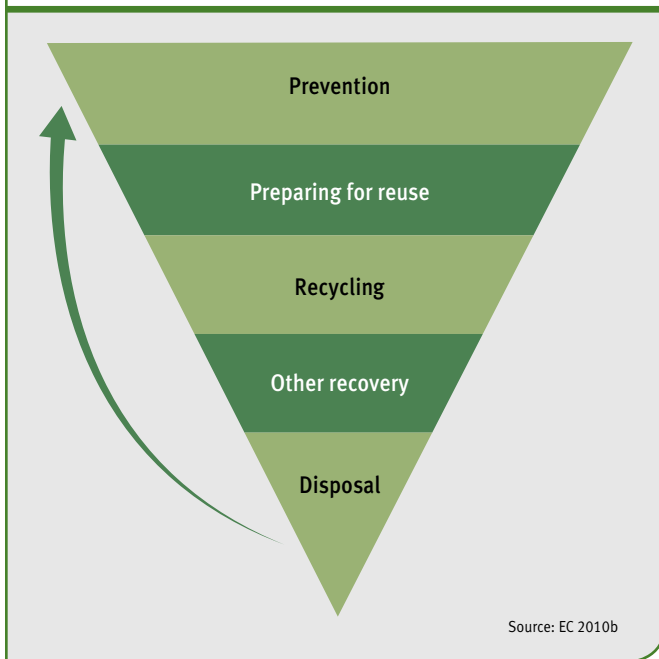 Prevention
Preparing for reuse
Recycling
Other recovery
Disposal
Source: EC 2010b